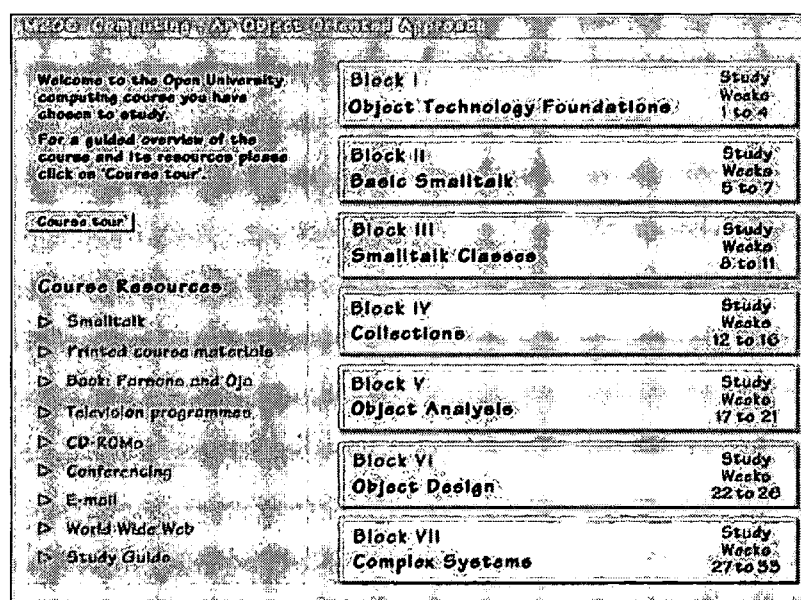 M206 Computing: An Object Oriented Approach
Welcome to the Open University
computing course you have
chosen to study.
For a guided overview of the
course and its resources please
click on 'Course tour'.
Course tour
Course Resources
Smalltalk
Printed course materials
Book: Parsons and Oja
Television programmes
CD-ROMs
Conferencing
E-mail
World Wide Web
Study Guide
Block I
Object Technology Foundations
Study
Weeks
1 to 4
Block II
Basic Smalltalk
Study
Weeks
5 to 7
Block III
Smalltalk Classes
Study
Weeks
8 to 11
Block IV
Collections
Study
Weeks
12 to 16
Block V
Object Analysis
Study
Weeks
17 to 21
Block VI
Object Design
Study
Weeks
22 to 26
Block VII
Complex Systems
Study
Weeks
27 to 33